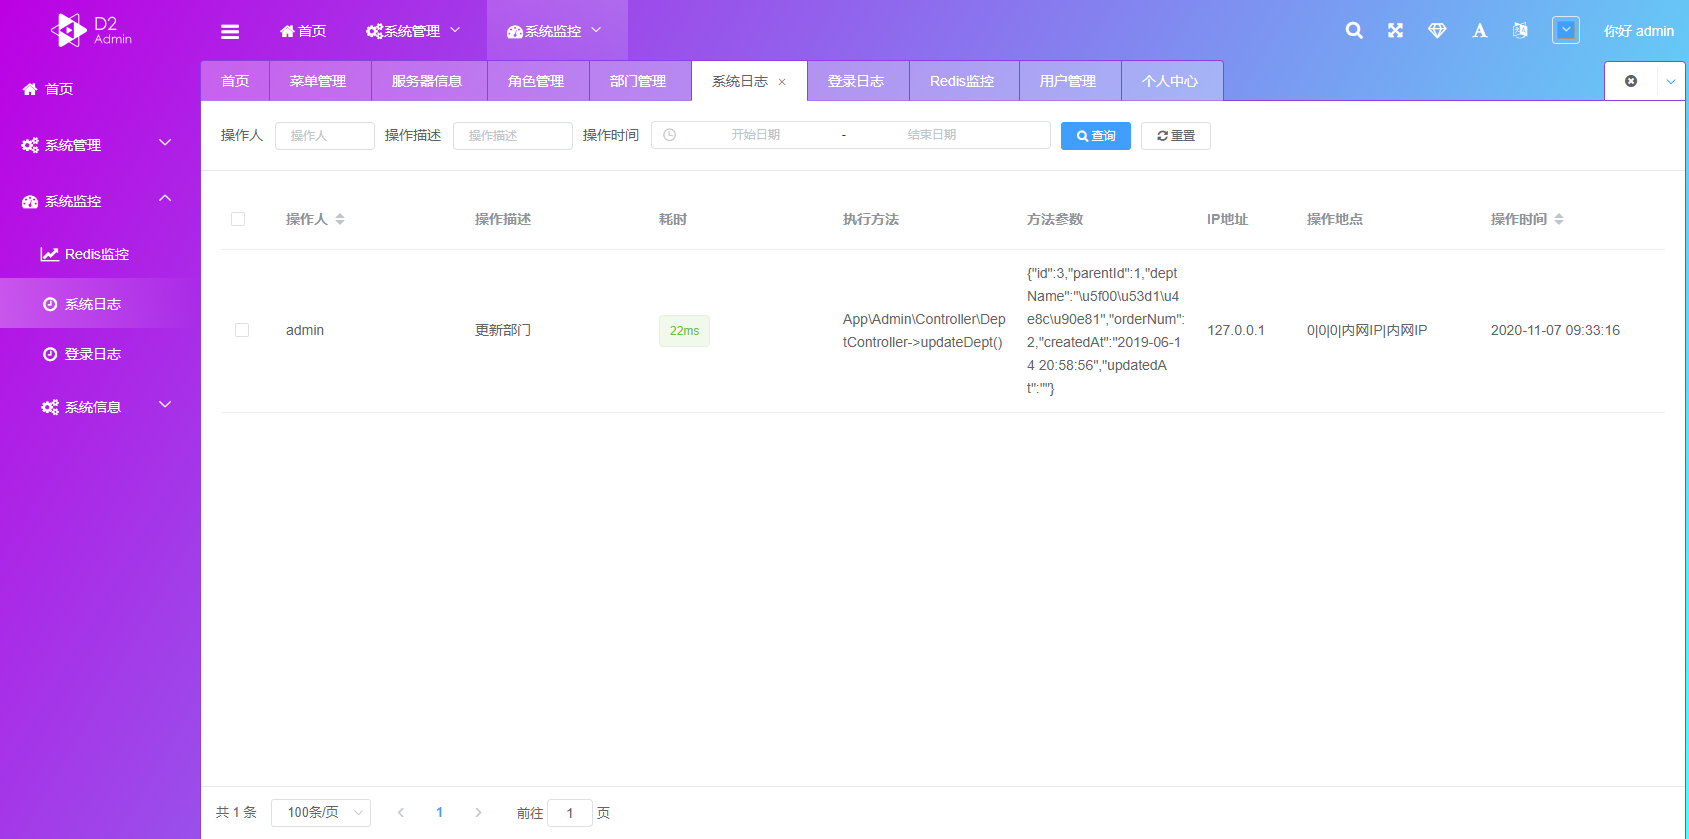 D2
Admin
首页
系统管理
系统监控
你好 admin
首页
系统管理
系统监控
Redis监控
系统日志
登录日志
系统信息
首页
菜单管理
服务器信息
角色管理
部门管理
系统日志
登录日志
Redis监控
用户管理
个人中心
操作人 操作人 操作描述 操作描述 操作时间 开始日期 - 结束日期 查询 重置
操作人 操作描述 耗时 执行方法 方法参数 IP地址 操作地点 操作时间
admin
更新部门
22ms
App\Admin\Controller\Dep
tController->updateDept()
{"id":3,"parentId":1,"dept
Name":"\u5f00\u53d1\u4
e8c\u90e81","orderNum":
2,"createdAt":"2019-06-1
4 20:58:56","updatedA
t":""}
127.0.0.1
0|0|0|内网IP|内网IP
2020-11-07 09:33:16
共 1 条 100条/页 1 前往 1 页